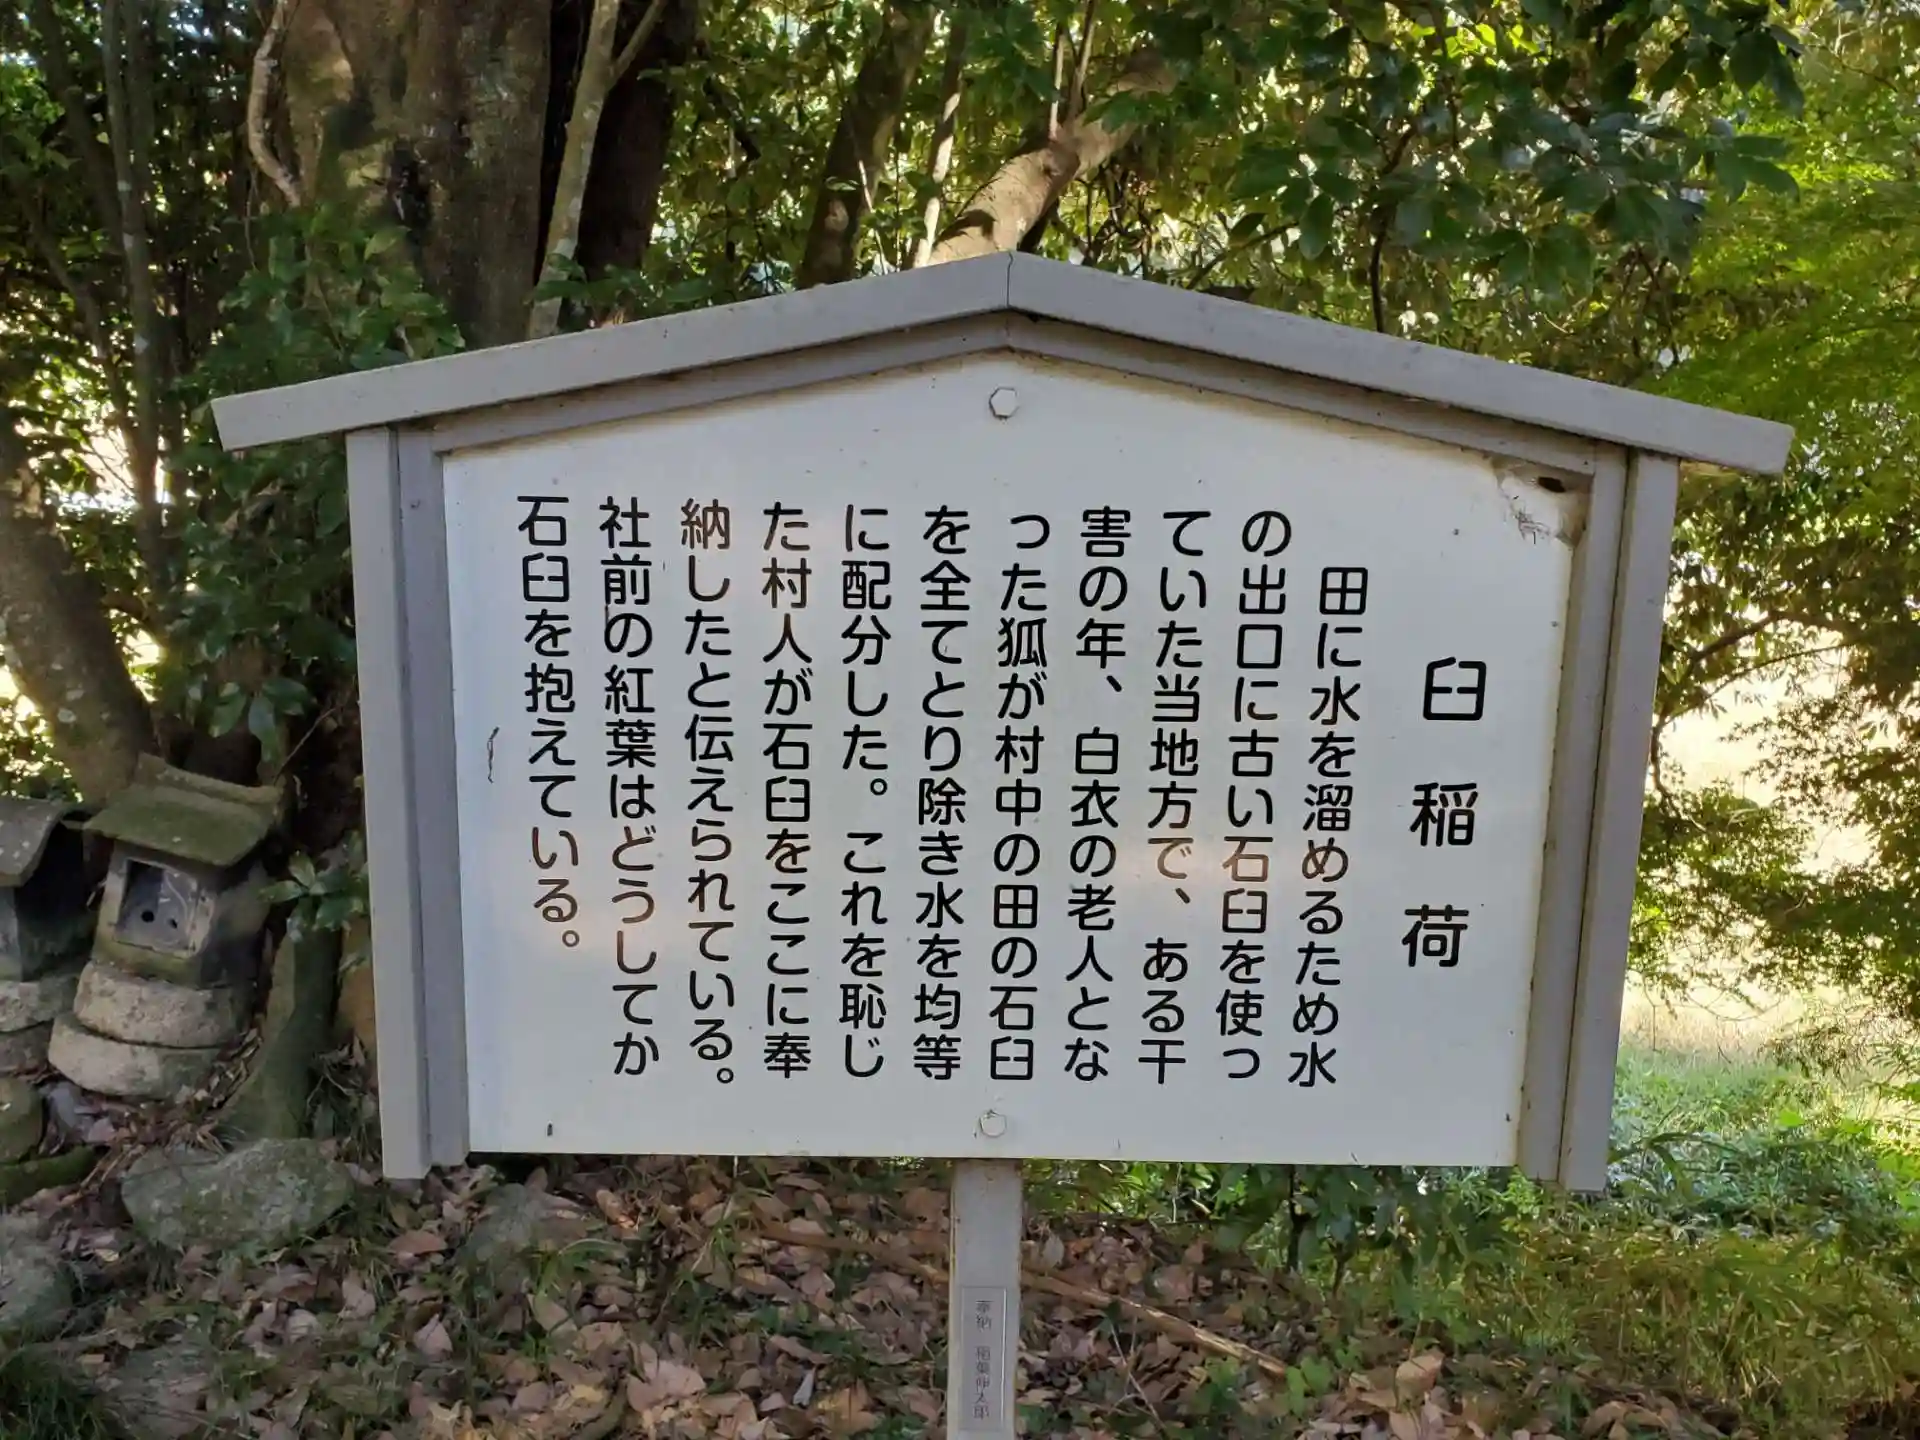 臼稲荷
田に水を溜めるため水
の出口に古い石臼を使っ
ていた当地方で、ある干
害の年、白衣の老人とな
った狐が村中の田の石臼
を全てとり除き水を均等
に配分した。これを恥じ
た村人が石臼をここに奉
納したと伝えられている。
社前の紅葉はどうしてか
石臼を抱えている。
奉納